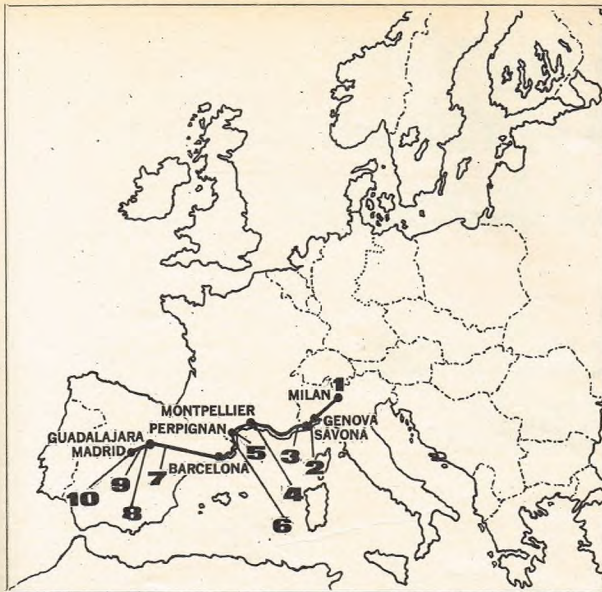 1
MILAN
GENOVA
SAVONA
MONTPELLIER
PERPIGNAN
GUADALAJARA
MADRID
BARCELONA
3
2
5
4
7
9
10
8
6